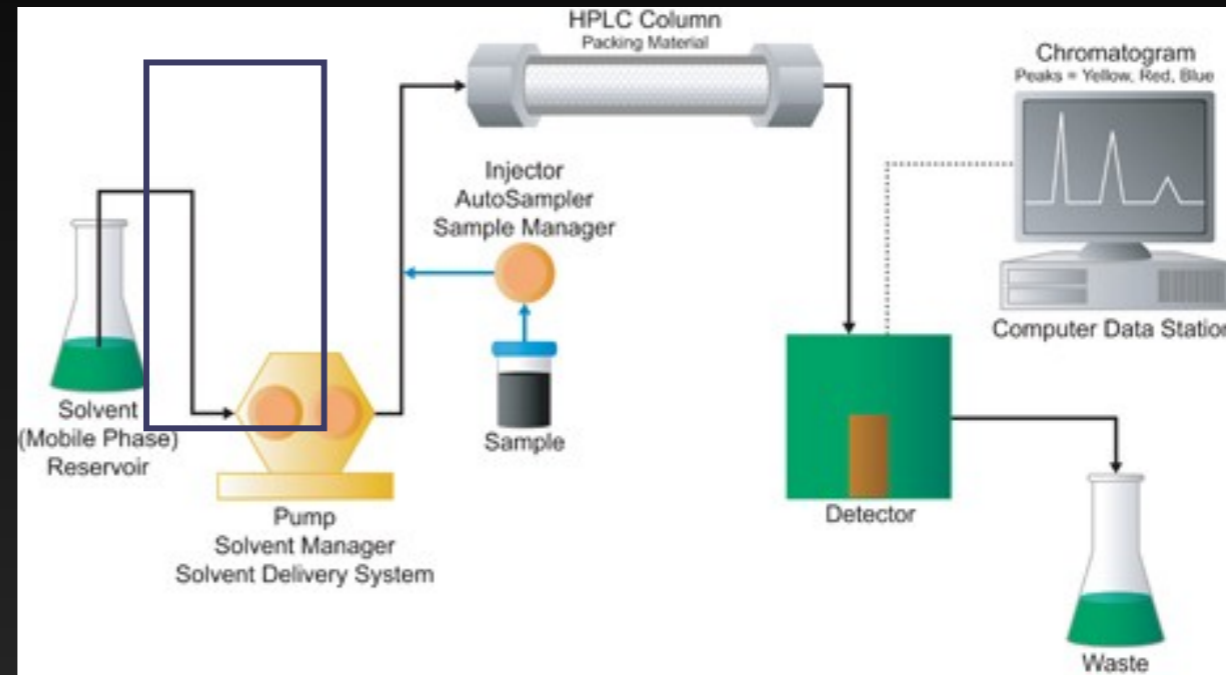 HPLC Column
Packing Material
Chromatogram
Peaks = Yellow, Red, Blue
Injector
AutoSampler
Sample Manager
Computer Data Station
Solvent
(Mobile Phase)
Reservoir
Sample
Pump
Solvent Manager
Solvent Delivery System
Detector
Waste